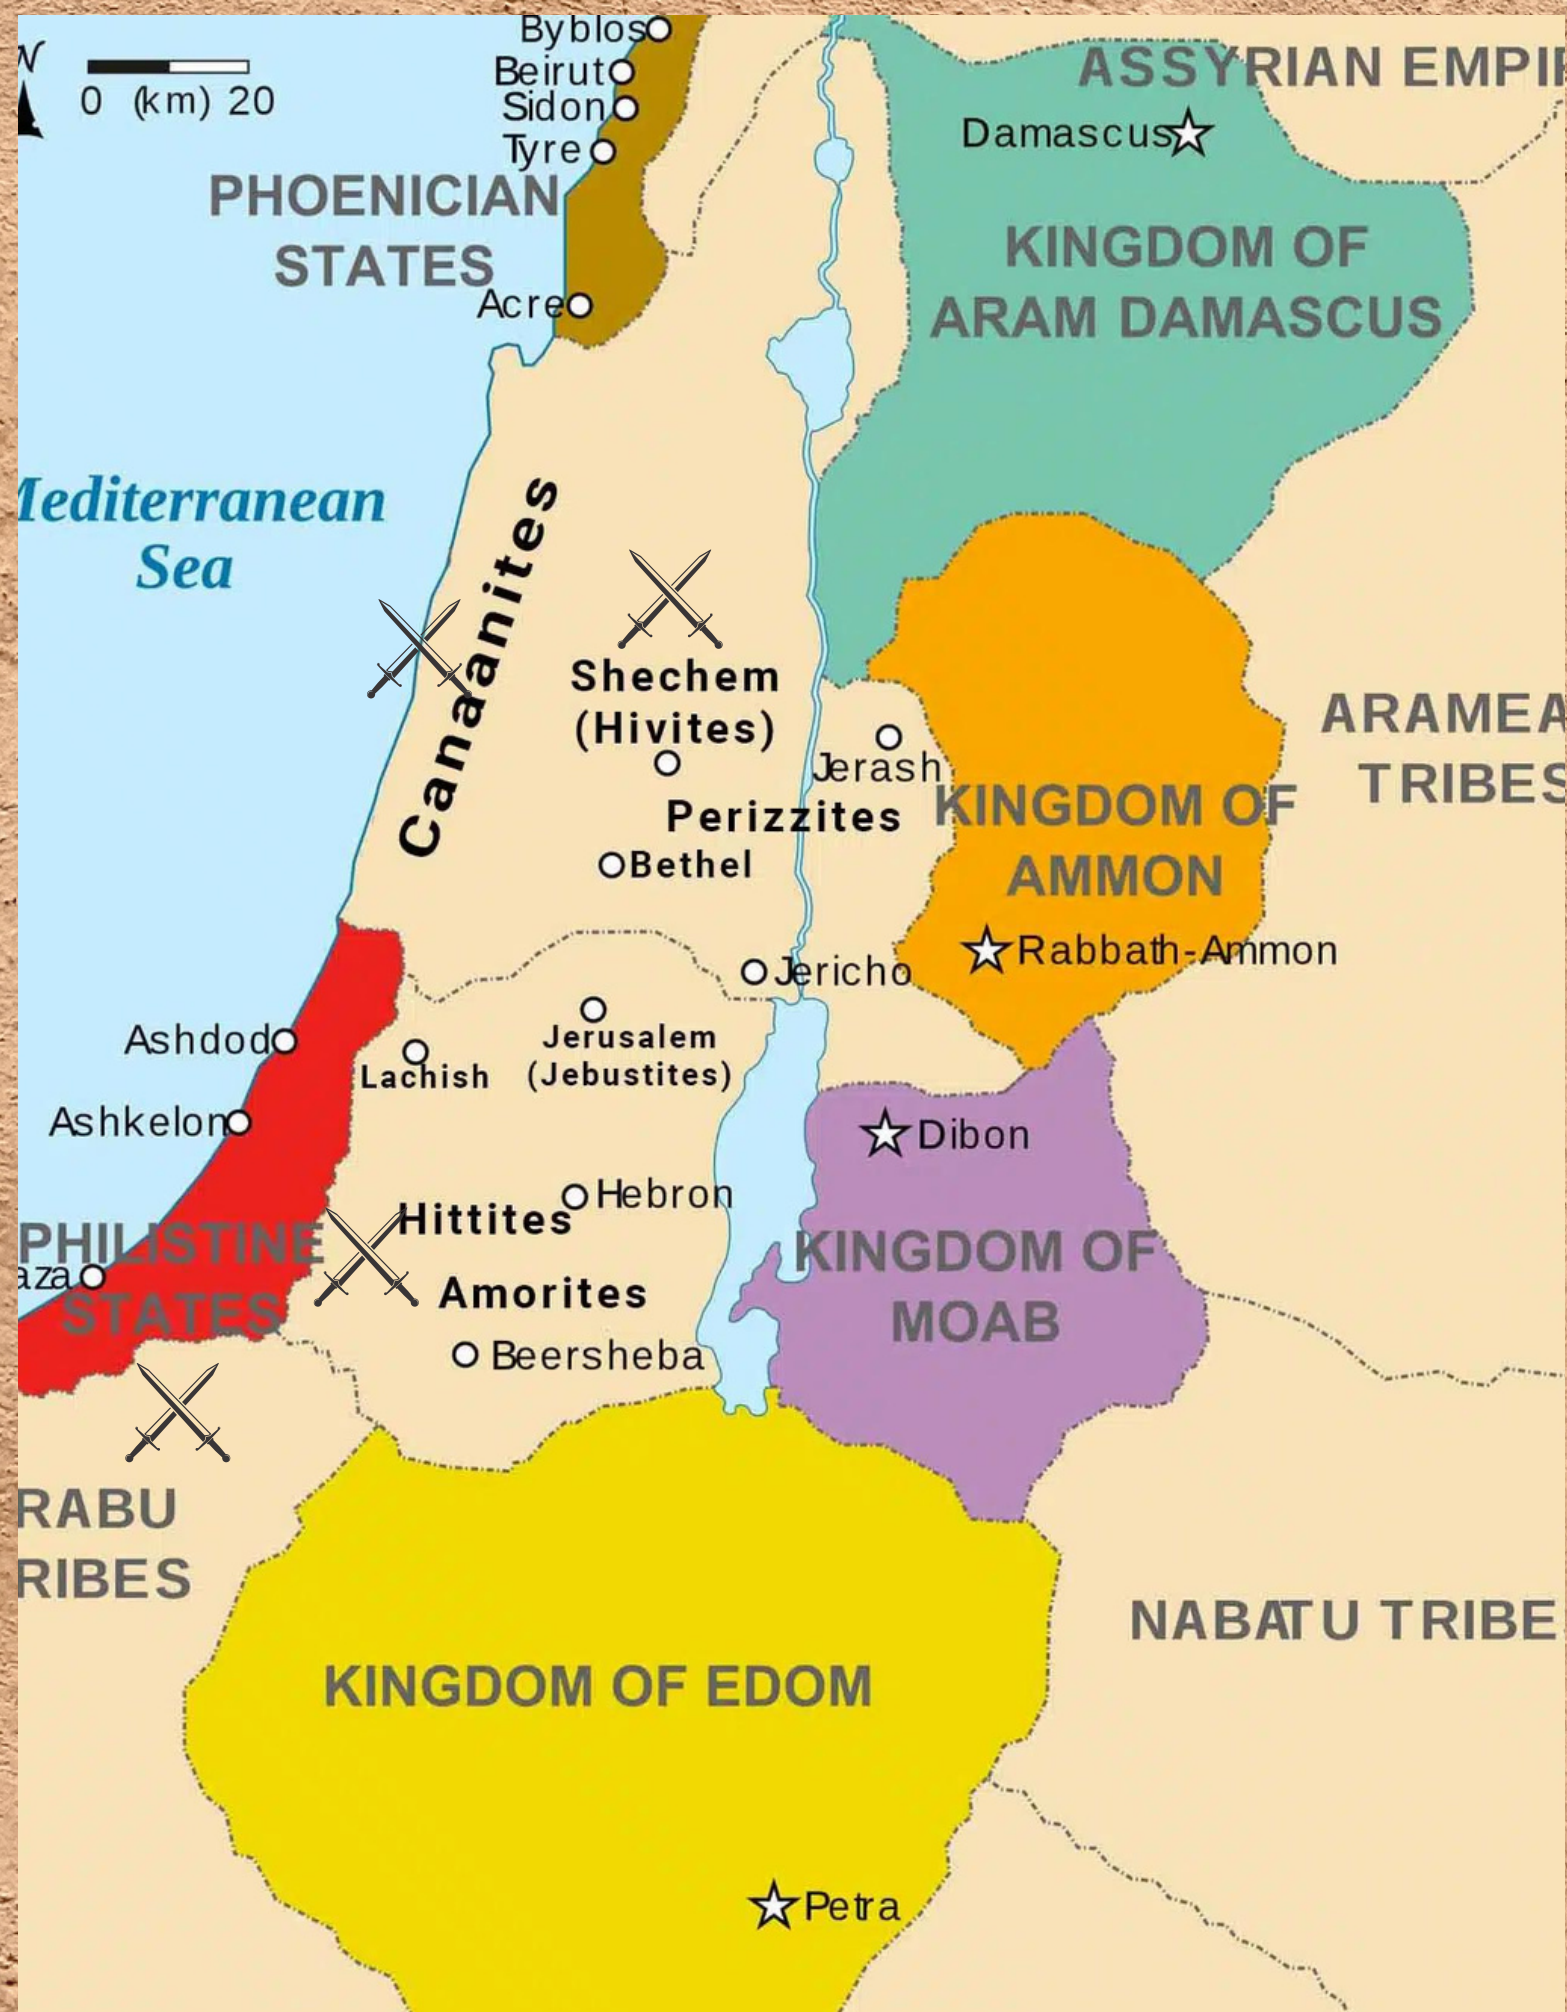 Byblos
Beirut
Sidon
Tyre
N
0 (km) 20
PHOENICIAN
STATES
Acre
ASSYRIAN EMPI
Damascus
KINGDOM OF
ARAM DAMASCUS
Mediterranean
Sea
Canaanites
Shechem
(Hivites)
Jerash
Perizzites
Bethel
KINGDOM OF
AMMON
ARAMEA
TRIBES
Rabbath-Ammon
Jericho
Jerusalem
(Jebustites)
Lachish
Ashdod
Ashkelon
Dibon
Hebron
Hittites
PHILISTINE
STATES
aza
KINGDOM OF
MOAB
Amorites
Beersheba
RABU
RIBES
NABATU TRIBE
KINGDOM OF EDOM
Petra